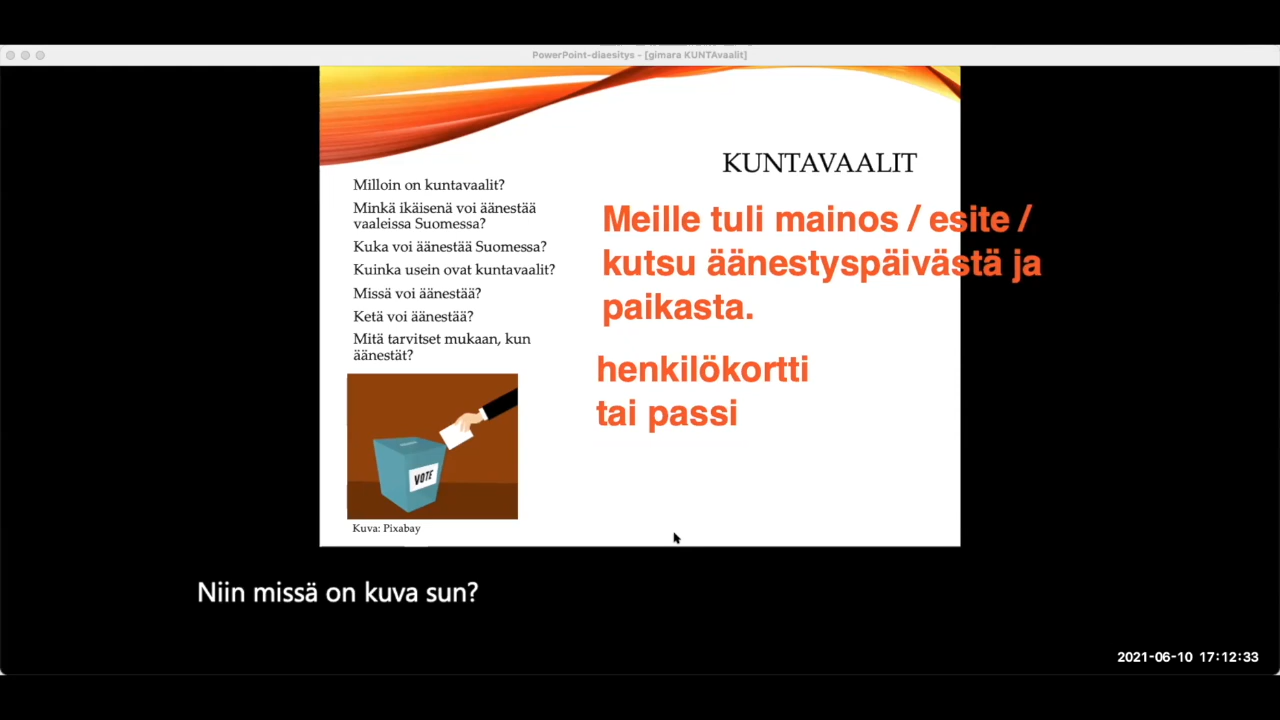 PowerPoint-diaesitys - [gimara KUNTAvaalit]
KUNTAVAALIT
Milloin on kuntavaalit?
Minkä ikäisenä voi äänestää
vaaleissa Suomessa?
Kuka voi äänestää Suomessa?
Kuinka usein ovat kuntavaalit?
Missä voi äänestää?
Ketä voi äänestää?
Mitä tarvitset mukaan, kun
äänestät?
VOTE
Kuva: Pixabay
Meille tuli mainos / esite /
kutsu äänestyspäivästä ja
paikasta.
henkilökortti
tai passi
Niin missä on kuva sun?
2021-06-10 17:12:33